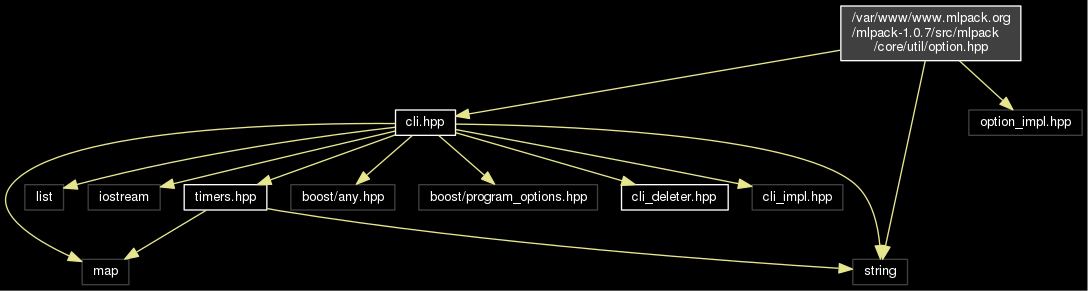 /var/www/www.mlpack.org
/mlpack-1.0.7/src/mlpack
/core/util/option.hpp
cli.hpp
option_impl.hpp
list
iostream
timers.hpp
boost/any.hpp
boost/program_options.hpp
cli_deleter.hpp
cli_impl.hpp
map
string